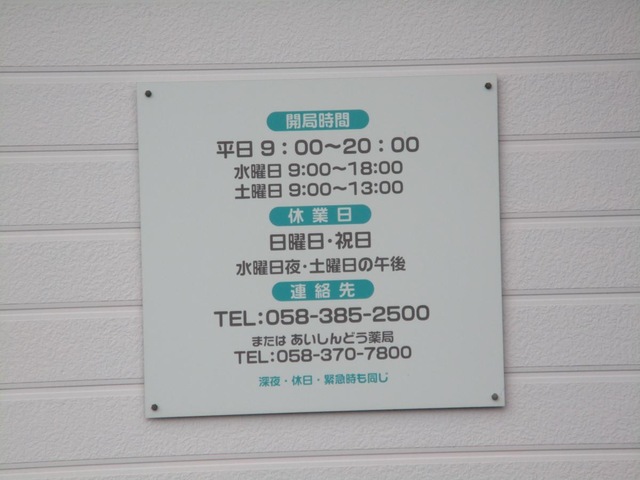 開局時間
平日 9：00〜20：00
水曜日 9:00〜18:00
土曜日 9:00〜13:00
休業日
日曜日・祝日
水曜日夜・土曜日の午後
連絡先
TEL:058-385-2500
または あいしんどう薬局
TEL:058-370-7800
深夜・休日・緊急時も同じ